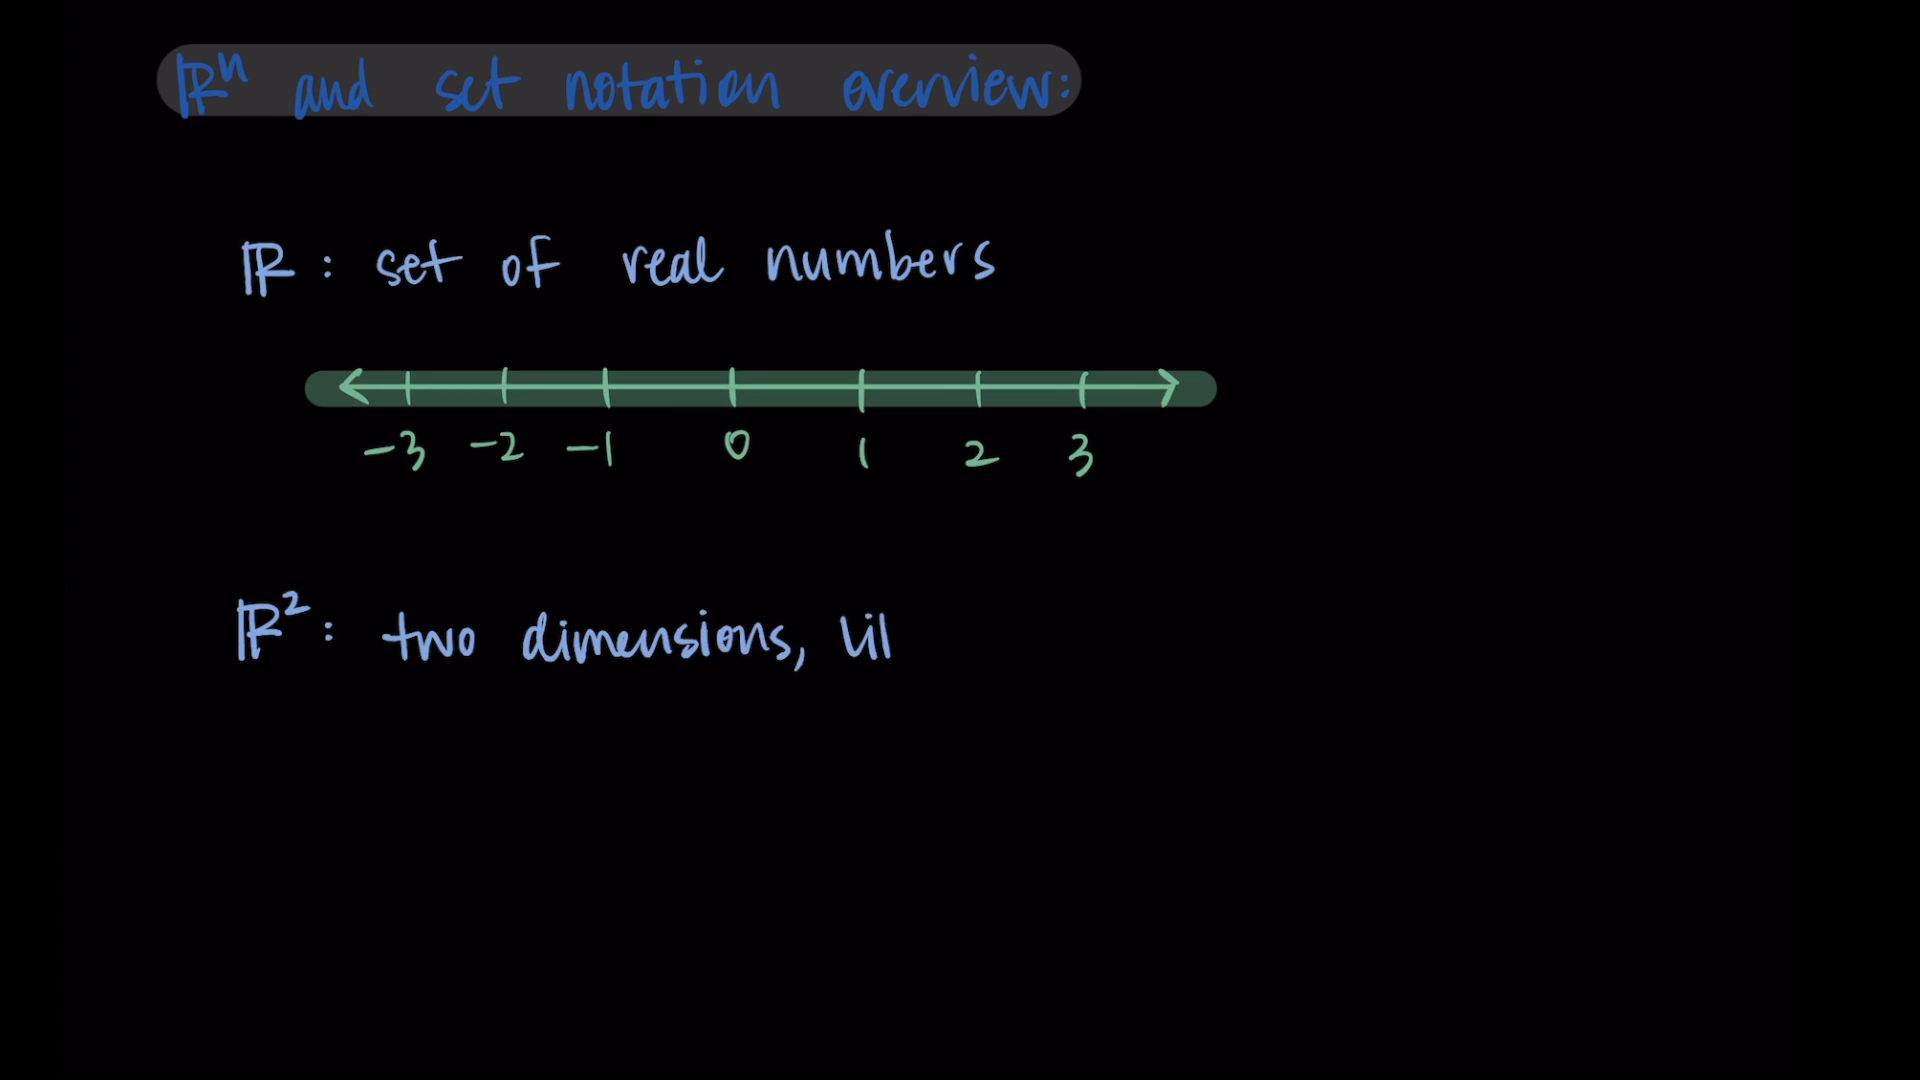 ℝⁿ and set notation overview:
ℝ: set of real numbers
-3 -2 -1 0 1 2 3
ℝ²: two dimensions,